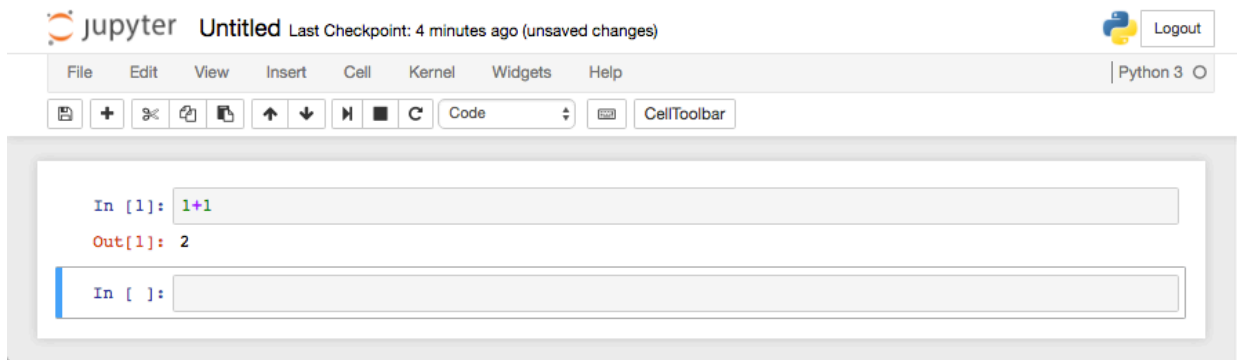 jupyter Untitled Last Checkpoint: 4 minutes ago (unsaved changes) Logout
File Edit View Insert Cell Kernel Widgets Help Python 3
Code CellToolbar
In [1]: 1+1
Out[1]: 2
In [ ]: